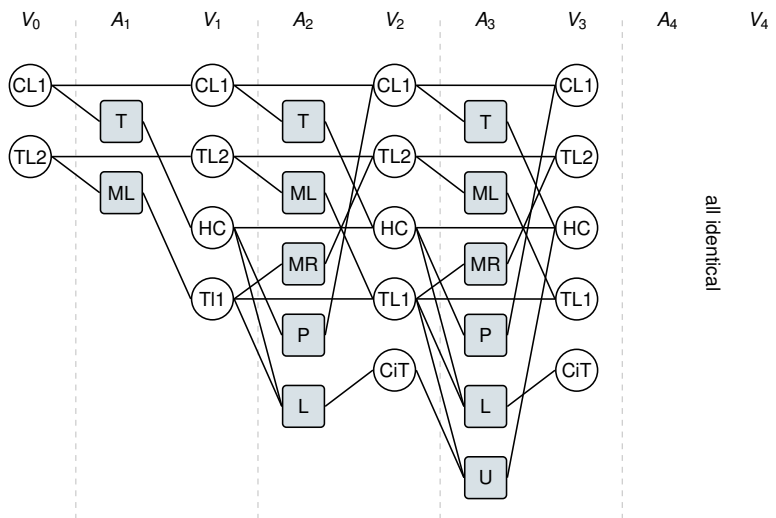 V0 A1 V1 A2 V2 A3 V3 A4 V4
CL1 CL1 CL1 CL1
T T T
TL2 TL2 TL2 TL2
ML ML ML
HC HC HC
MR MR
Tl1 TL1 TL1
P P
CiT CiT
L L
U
all identical